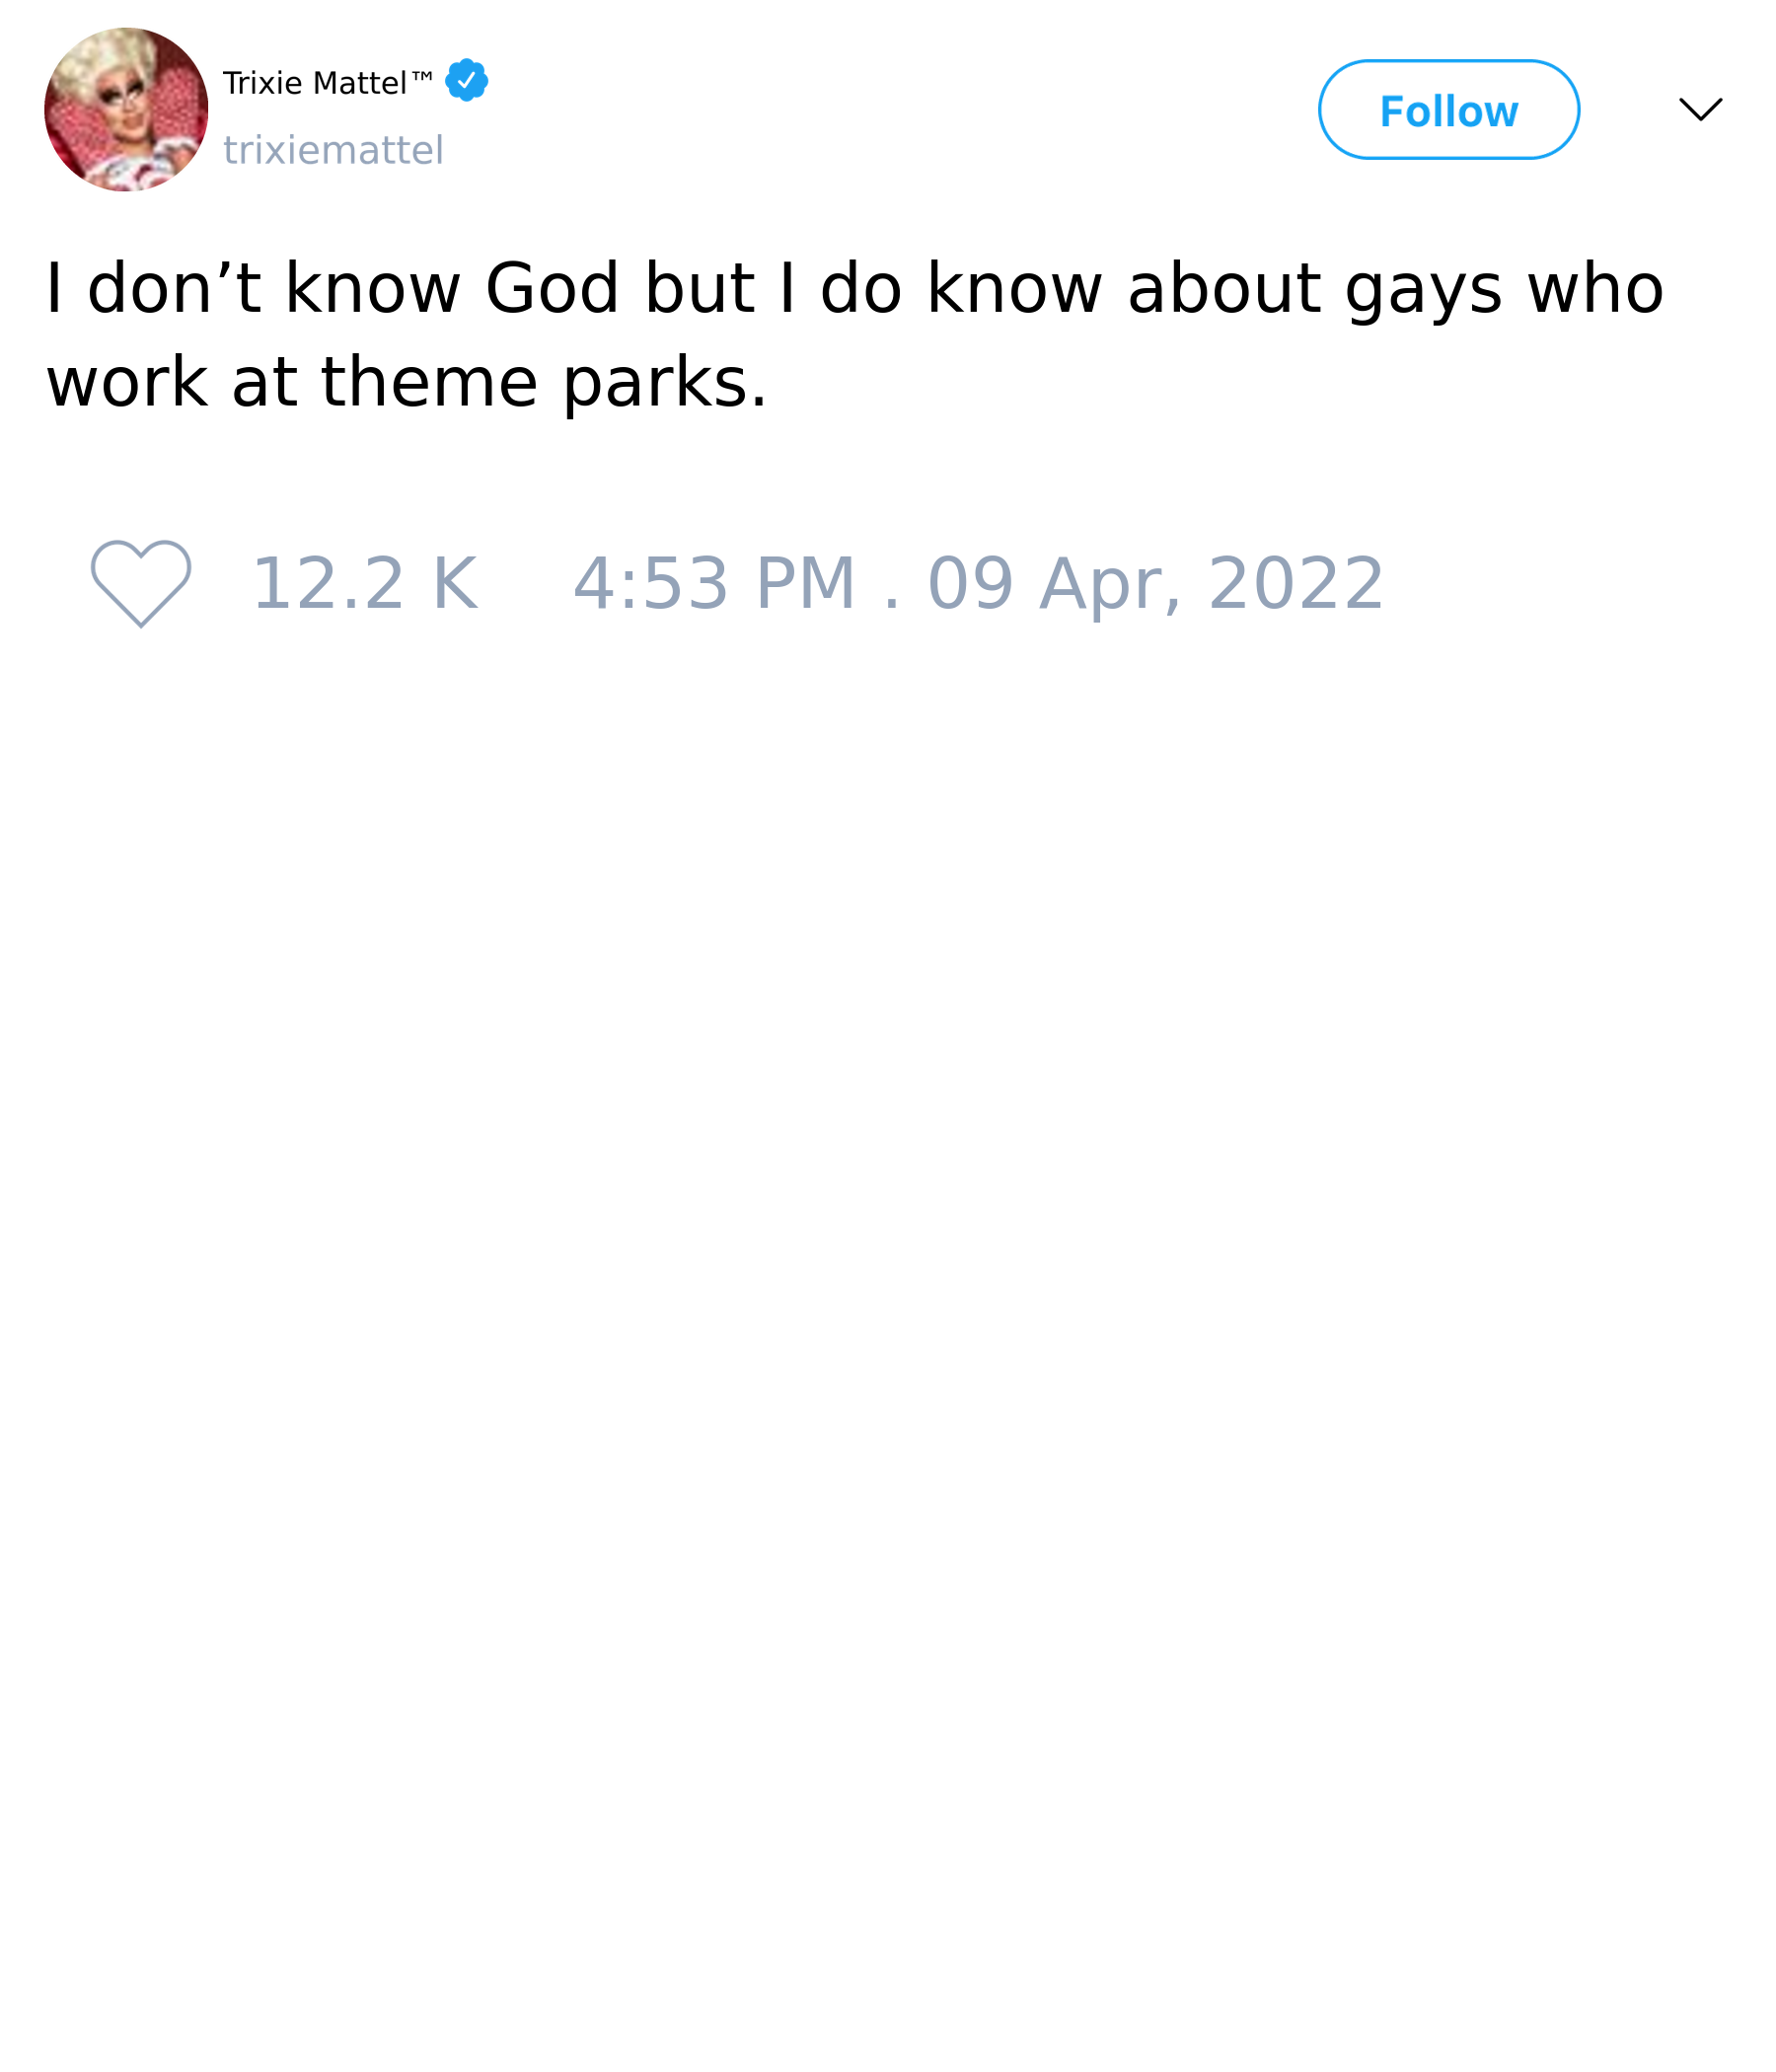 Trixie Mattel™
trixiemattel
Follow
I don’t know God but I do know about gays who
work at theme parks.
12.2 K 4:53 PM . 09 Apr, 2022